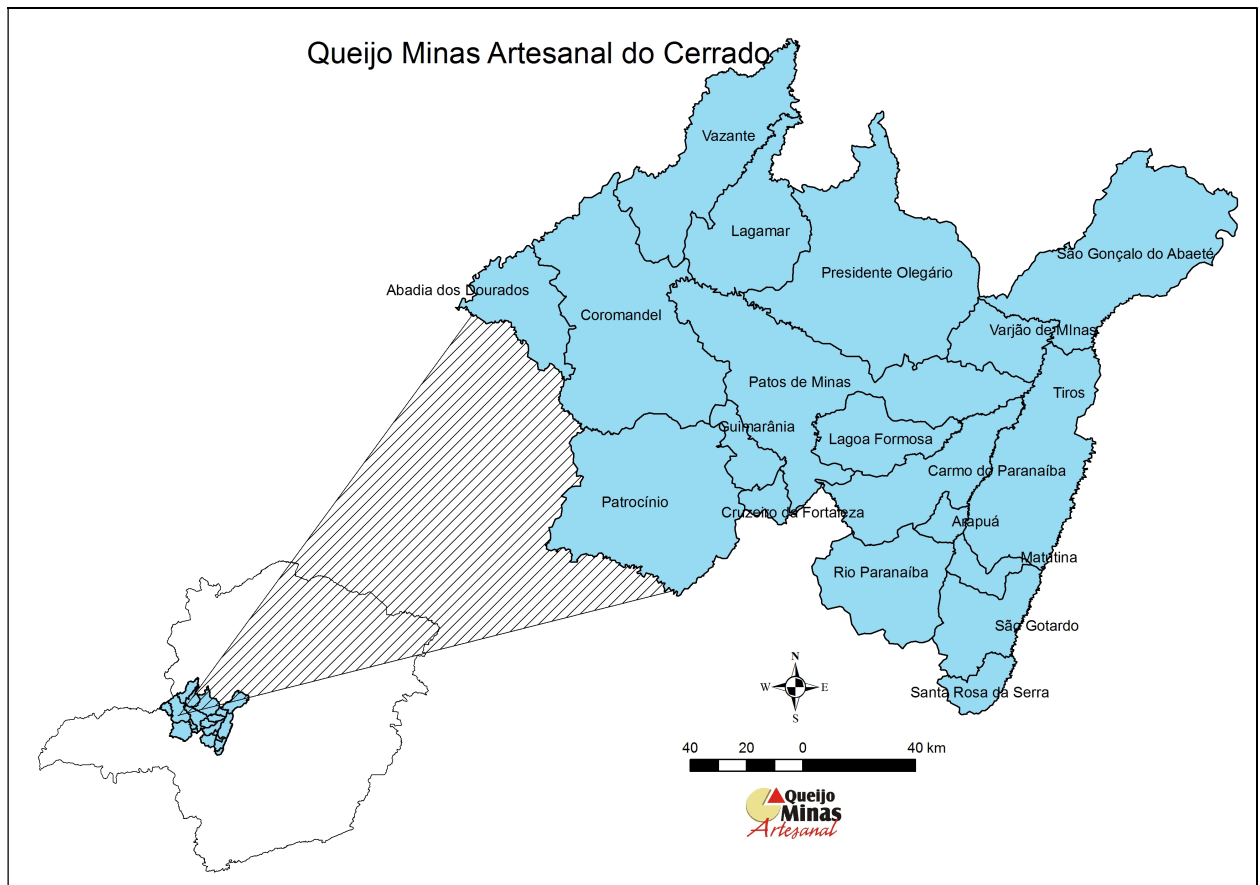 Queijo Minas Artesanal do Cerrado
Vazante
Lagamar
São Gonçalo do Abaeté
Presidente Olegário
Abadia dos Dourados
Coromandel
Varjão de MInas
Patos de Minas
Tiros
Guimarânia
Lagoa Formosa
Carmo do Paranaíba
Patrocínio
Cruzeiro da Fortaleza
Arapuá
Matutina
Rio Paranaíba
São Gotardo
Santa Rosa da Serra
N
W E
S
40 20 0 40 km
Queijo
Minas
Artesanal